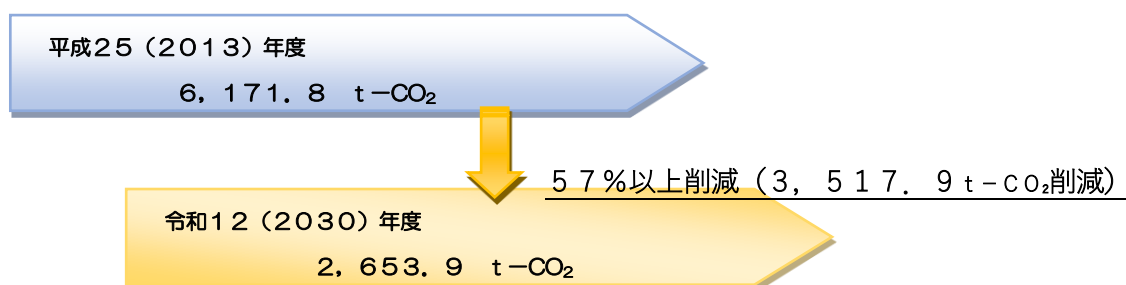 平成２５（２０１３）年度
６，１７１．８　ｔ－CO₂
５７％以上削減（３，５１７．９ｔ－ＣＯ₂削減）
令和１２（２０３０）年度
２，６５３．９　ｔ－CO₂